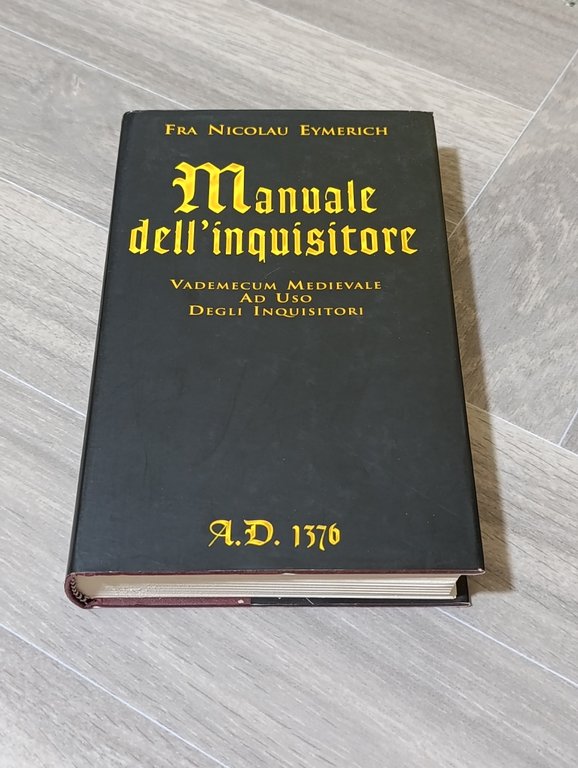 Fra Nicolau Eymerich
Manuale
dell'inquisitore
Vademecum Medievale
Ad Uso
Degli Inquisitori
A.D. 1376